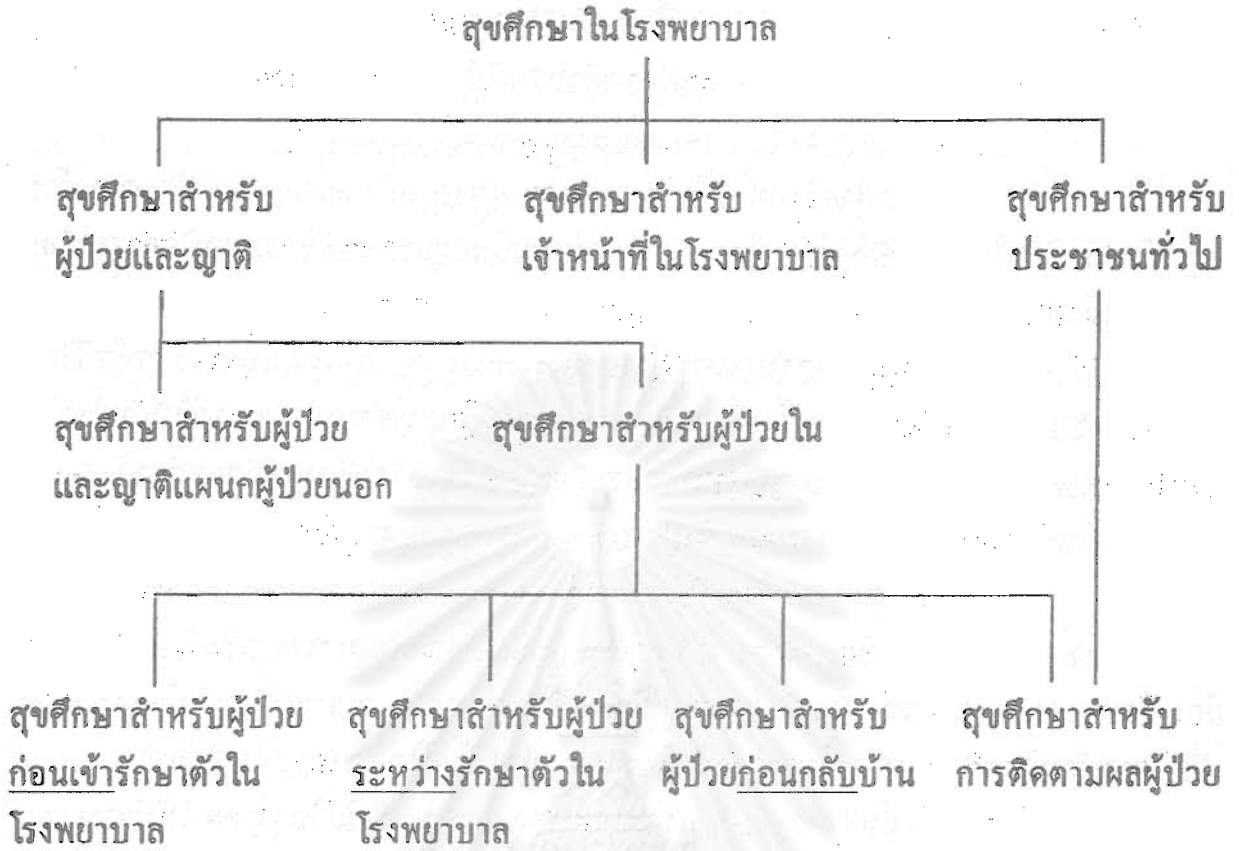 สุขศึกษาในโรงพยาบาล
สุขศึกษาสำหรับ
ผู้ป่วยและญาติ
สุขศึกษาสำหรับ
เจ้าหน้าที่ในโรงพยาบาล
สุขศึกษาสำหรับ
ประชาชนทั่วไป
สุขศึกษาสำหรับผู้ป่วย
และญาติแผนกผู้ป่วยนอก
สุขศึกษาสำหรับผู้ป่วยใน
สุขศึกษาสำหรับผู้ป่วย
ก่อนเข้ารักษาตัวใน
โรงพยาบาล
สุขศึกษาสำหรับผู้ป่วย
ระหว่างรักษาตัวใน
โรงพยาบาล
สุขศึกษาสำหรับ
ผู้ป่วยก่อนกลับบ้าน
สุขศึกษาสำหรับ
การติดตามผลผู้ป่วย